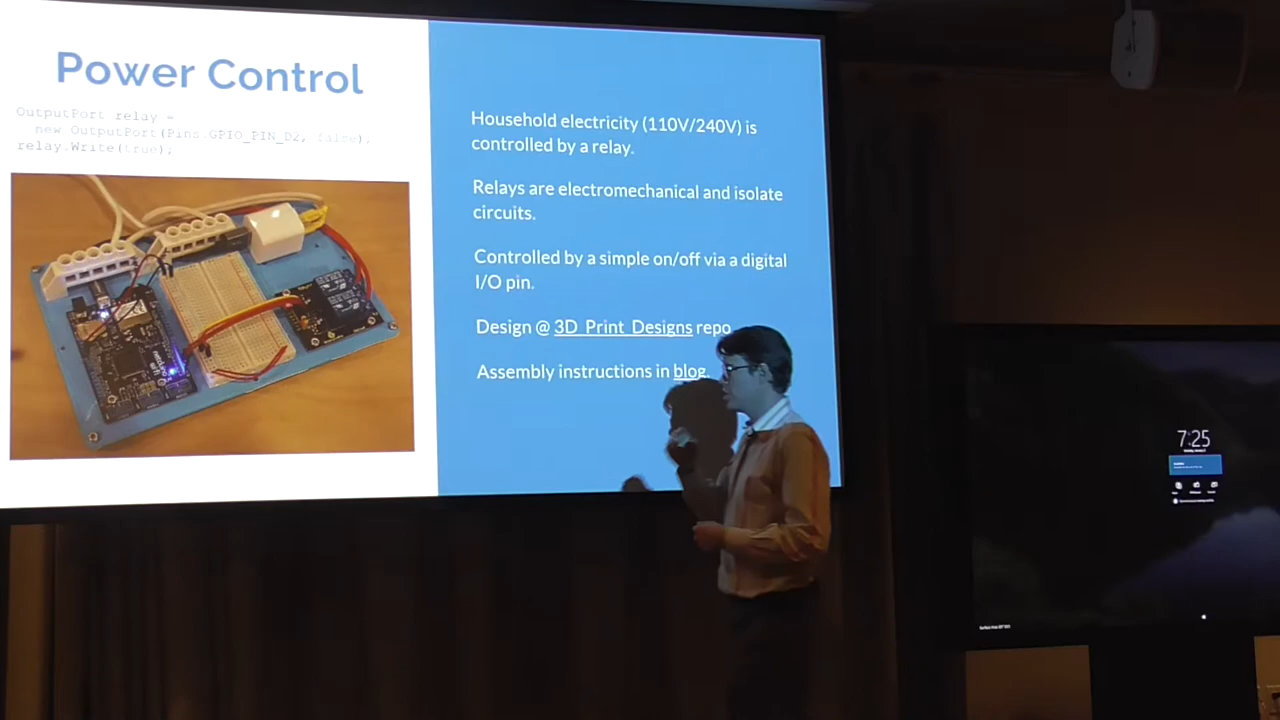 Power Control
OutputPort relay =
new OutputPort(Pins.GPIO_PIN_D2, false);
relay.Write(true);
Household electricity (110V/240V) is
controlled by a relay.
Relays are electromechanical and isolate
circuits.
Controlled by a simple on/off via a digital
I/O pin.
Design @ 3D_Print_Designs repo
Assembly instructions in blog.
7:25